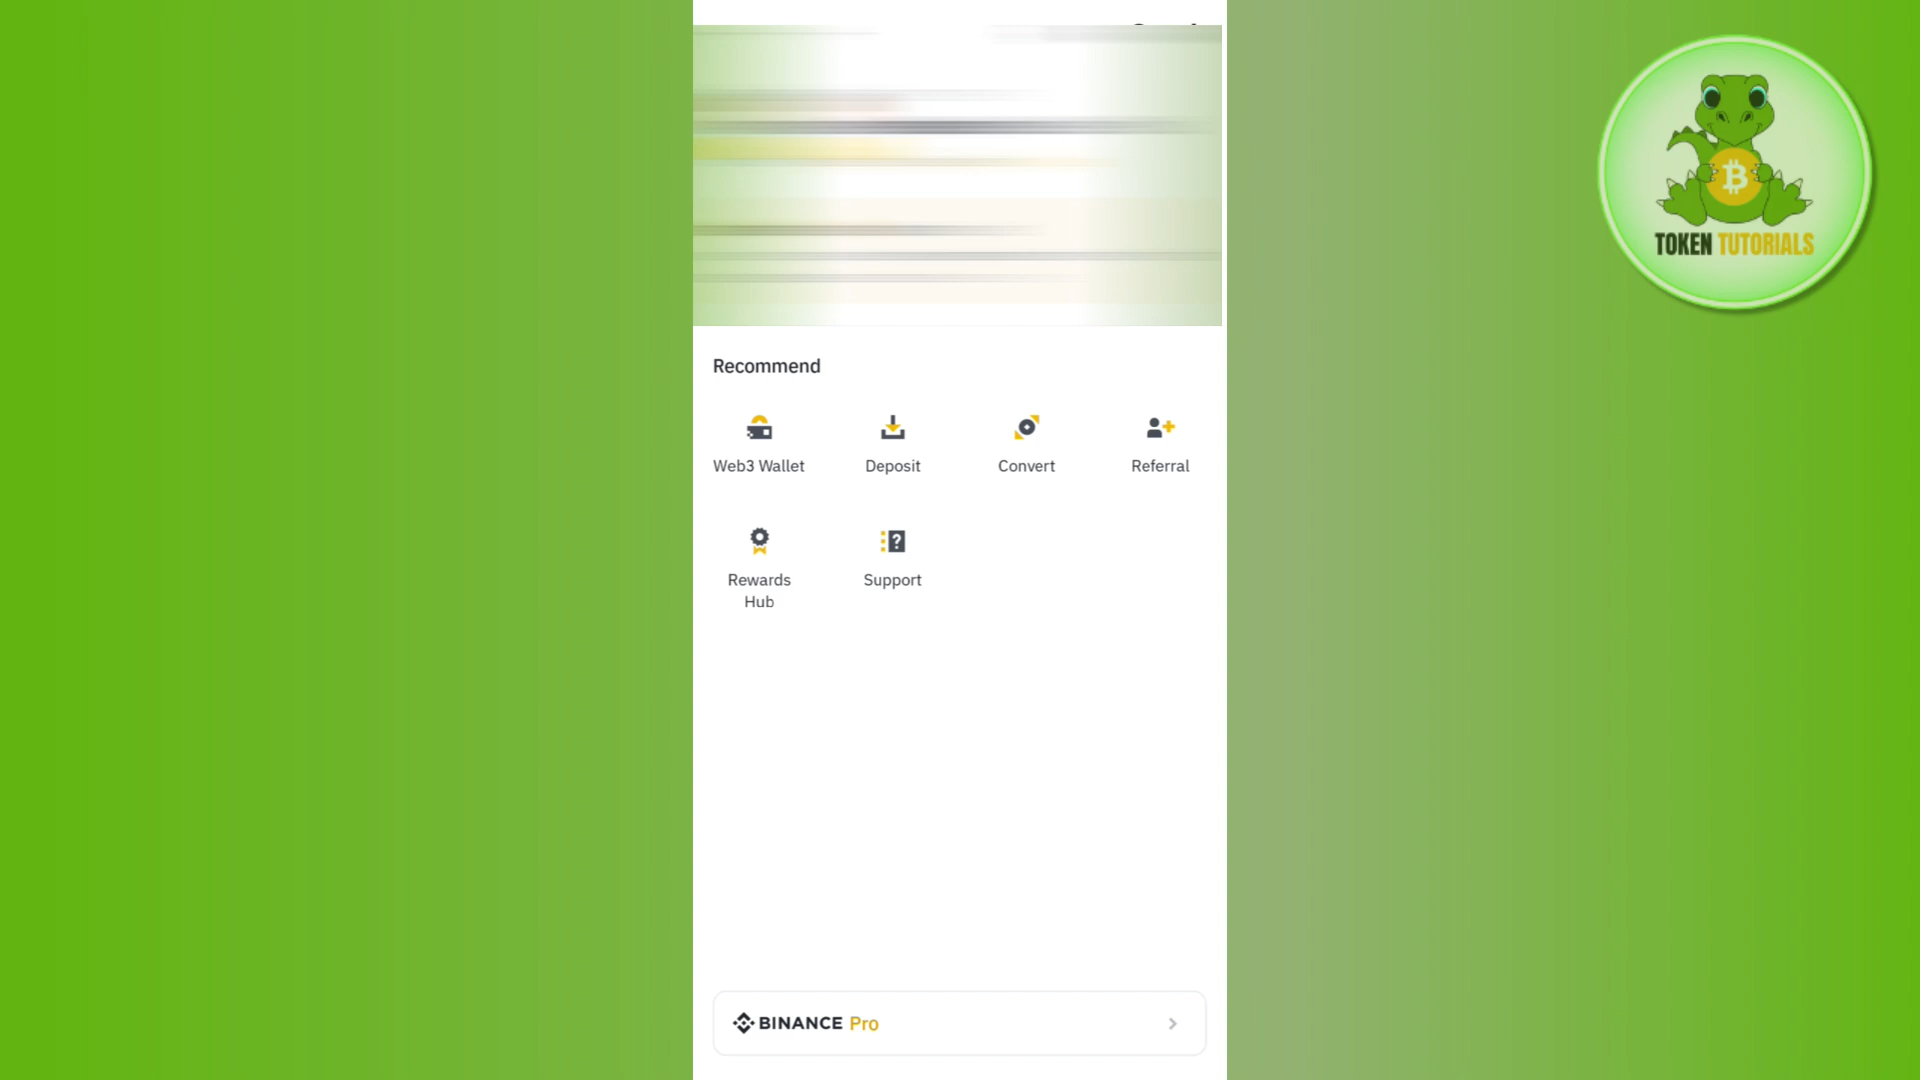 TOKEN TUTORIALS
Recommend
Web3 Wallet
Deposit
Convert
Referral
Rewards
Hub
Support
BINANCE Pro